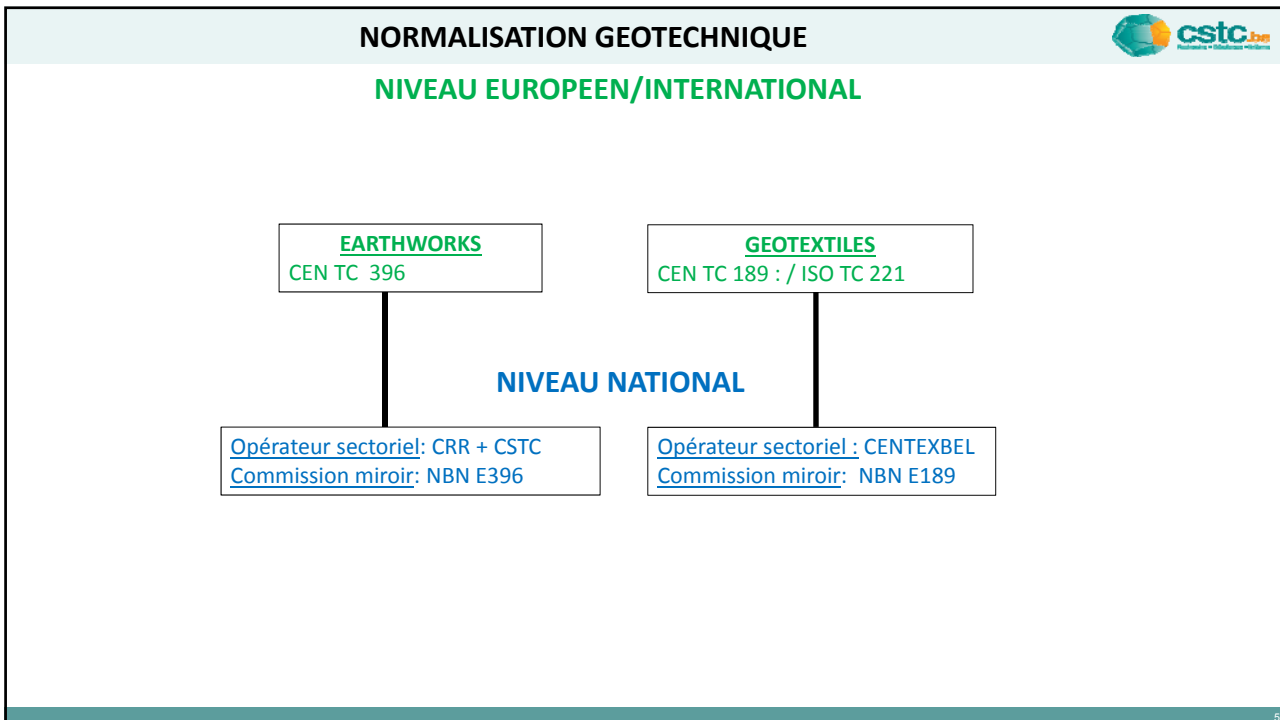 NORMALISATION GEOTECHNIQUE
cstc.be
NIVEAU EUROPEEN/INTERNATIONAL
EARTHWORKS
CEN TC 396
GEOTEXTILES
CEN TC 189 : / ISO TC 221
NIVEAU NATIONAL
Opérateur sectoriel: CRR + CSTC
Commission miroir: NBN E396
Opérateur sectoriel : CENTEXBEL
Commission miroir: NBN E189